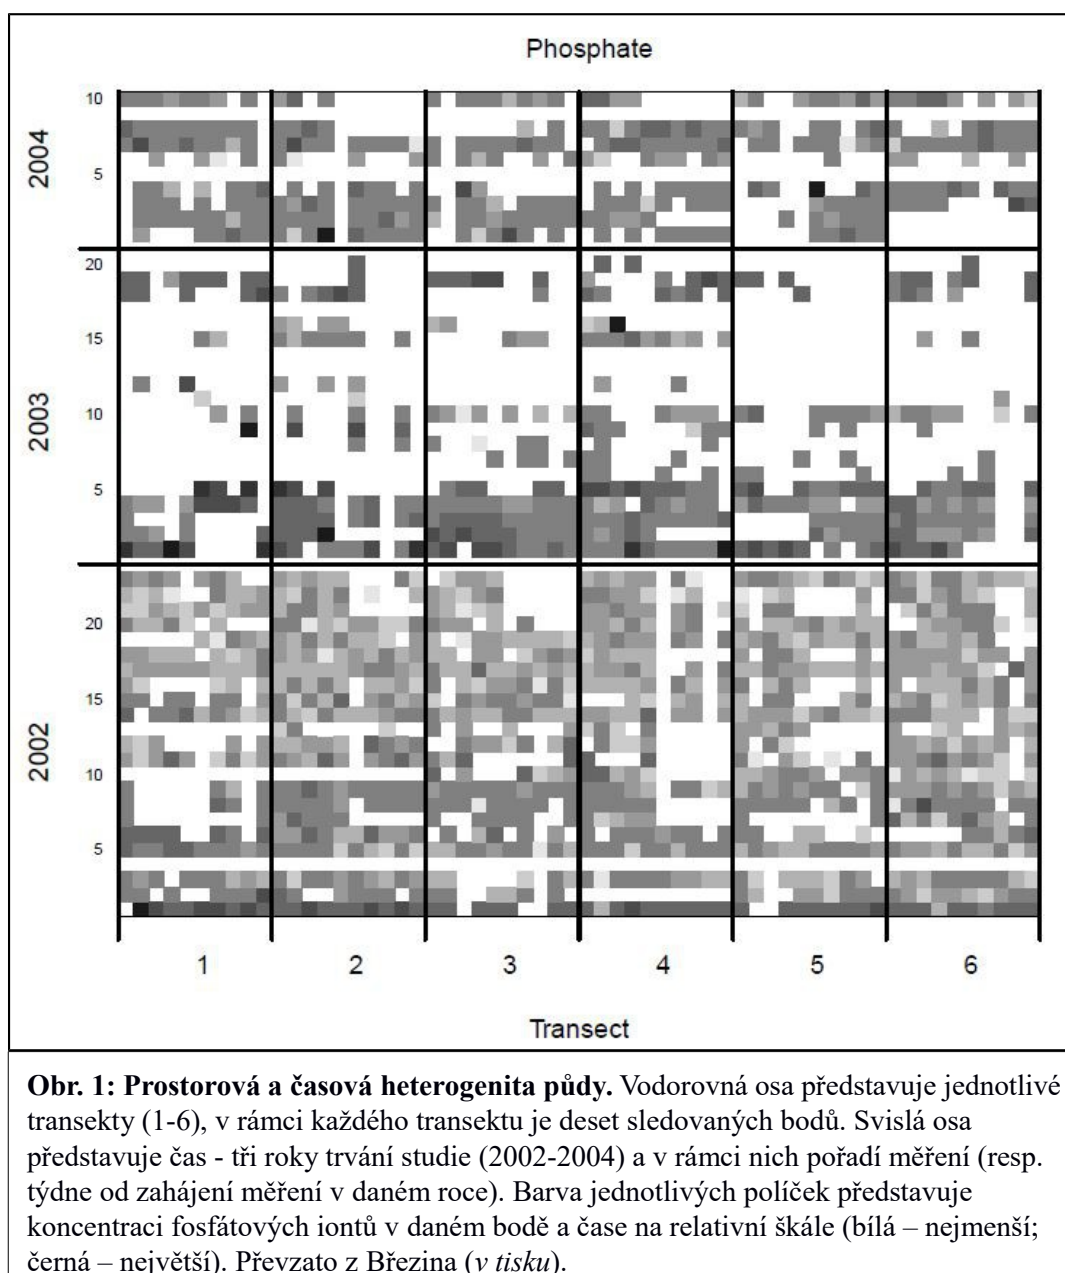 Phosphate
10
2004
5
20
15
2003
10
5
20
15
2002
10
5
1 2 3 4 5 6
Transect
Obr. 1: Prostorová a časová heterogenita půdy. Vodorovná osa představuje jednotlivé
transekty (1-6), v rámci každého transektu je deset sledovaných bodů. Svislá osa
představuje čas - tři roky trvání studie (2002-2004) a v rámci nich pořadí měření (resp.
týdne od zahájení měření v daném roce). Barva jednotlivých políček představuje
koncentraci fosfátových iontů v daném bodě a čase na relativní škále (bílá – nejmenší;
černá – největší). Převzato z Březina (v tisku).